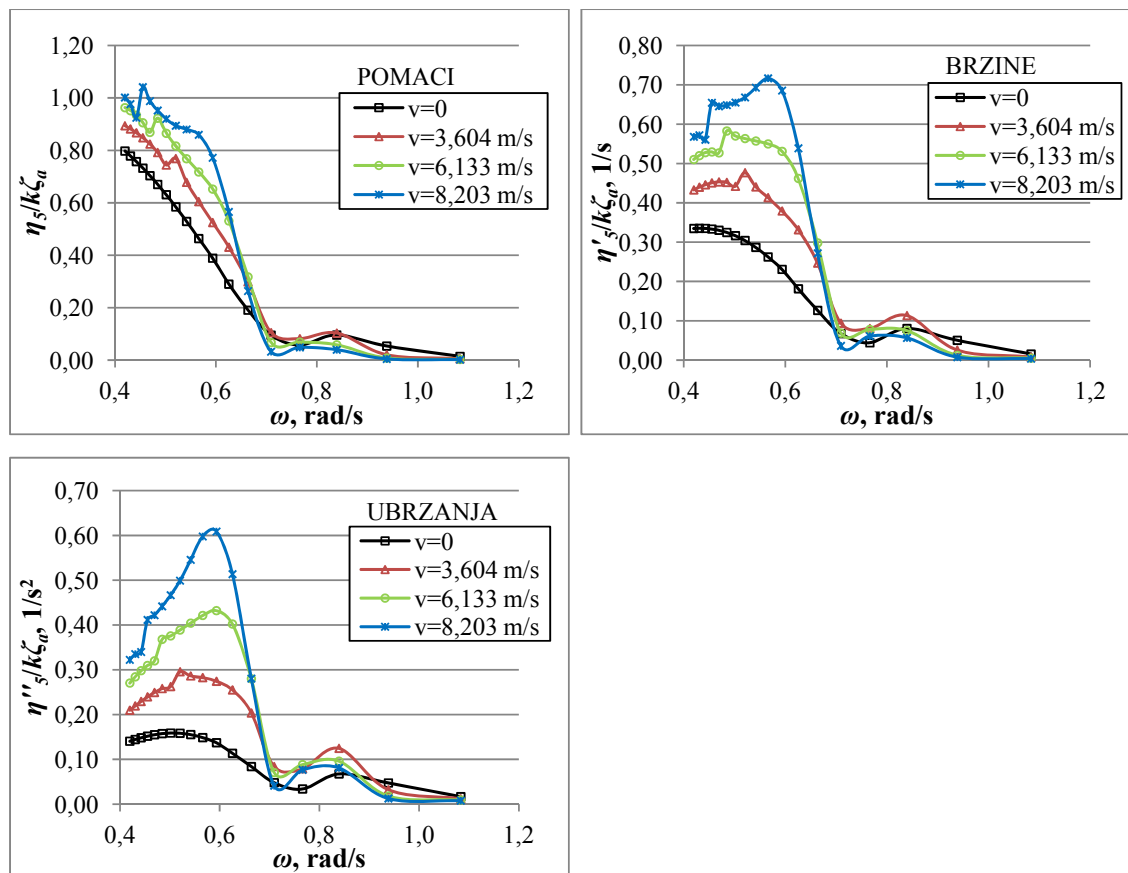 POMACI
1,20
1,00
0,80
0,60
0,40
0,20
0,00
η5/kζa
v=0
v=3,604 m/s
v=6,133 m/s
v=8,203 m/s
0,4 0,6 0,8 1,0 1,2
ω, rad/s
BRZINE
0,80
0,70
0,60
0,50
0,40
0,30
0,20
0,10
0,00
η'5/kζa, 1/s
v=0
v=3,604 m/s
v=6,133 m/s
v=8,203 m/s
0,4 0,6 0,8 1,0 1,2
ω, rad/s
UBRZANJA
0,70
0,60
0,50
0,40
0,30
0,20
0,10
0,00
η''5/kζa, 1/s²
v=0
v=3,604 m/s
v=6,133 m/s
v=8,203 m/s
0,4 0,6 0,8 1,0 1,2
ω, rad/s